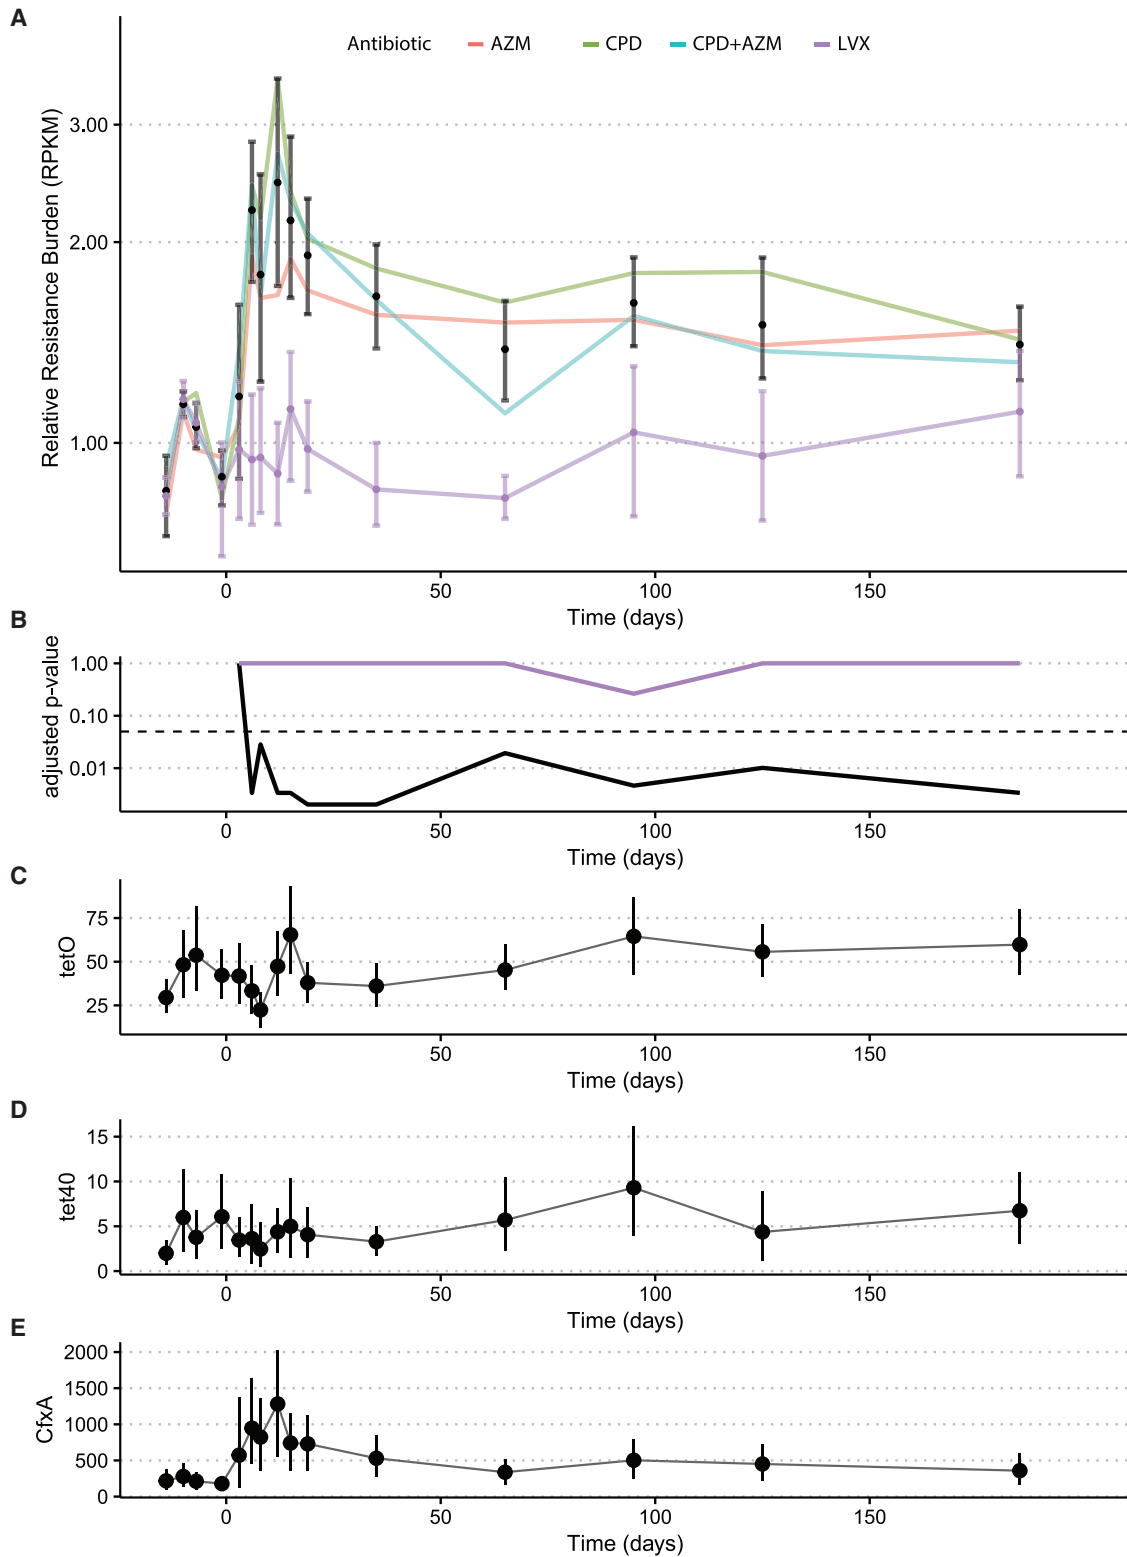 A
Antibiotic AZM CPD CPD+AZM LVX
Relative Resistance Burden (RPKM)
3.00
2.00
1.00
0 50 100 150
Time (days)
B
adjusted p-value
1.00
0.10
0.01
0 50 100 150
Time (days)
C
tetO
75
50
25
0 50 100 150
Time (days)
D
tet40
15
10
5
0
0 50 100 150
Time (days)
E
CfxA
2000
1500
1000
500
0
0 50 100 150
Time (days)